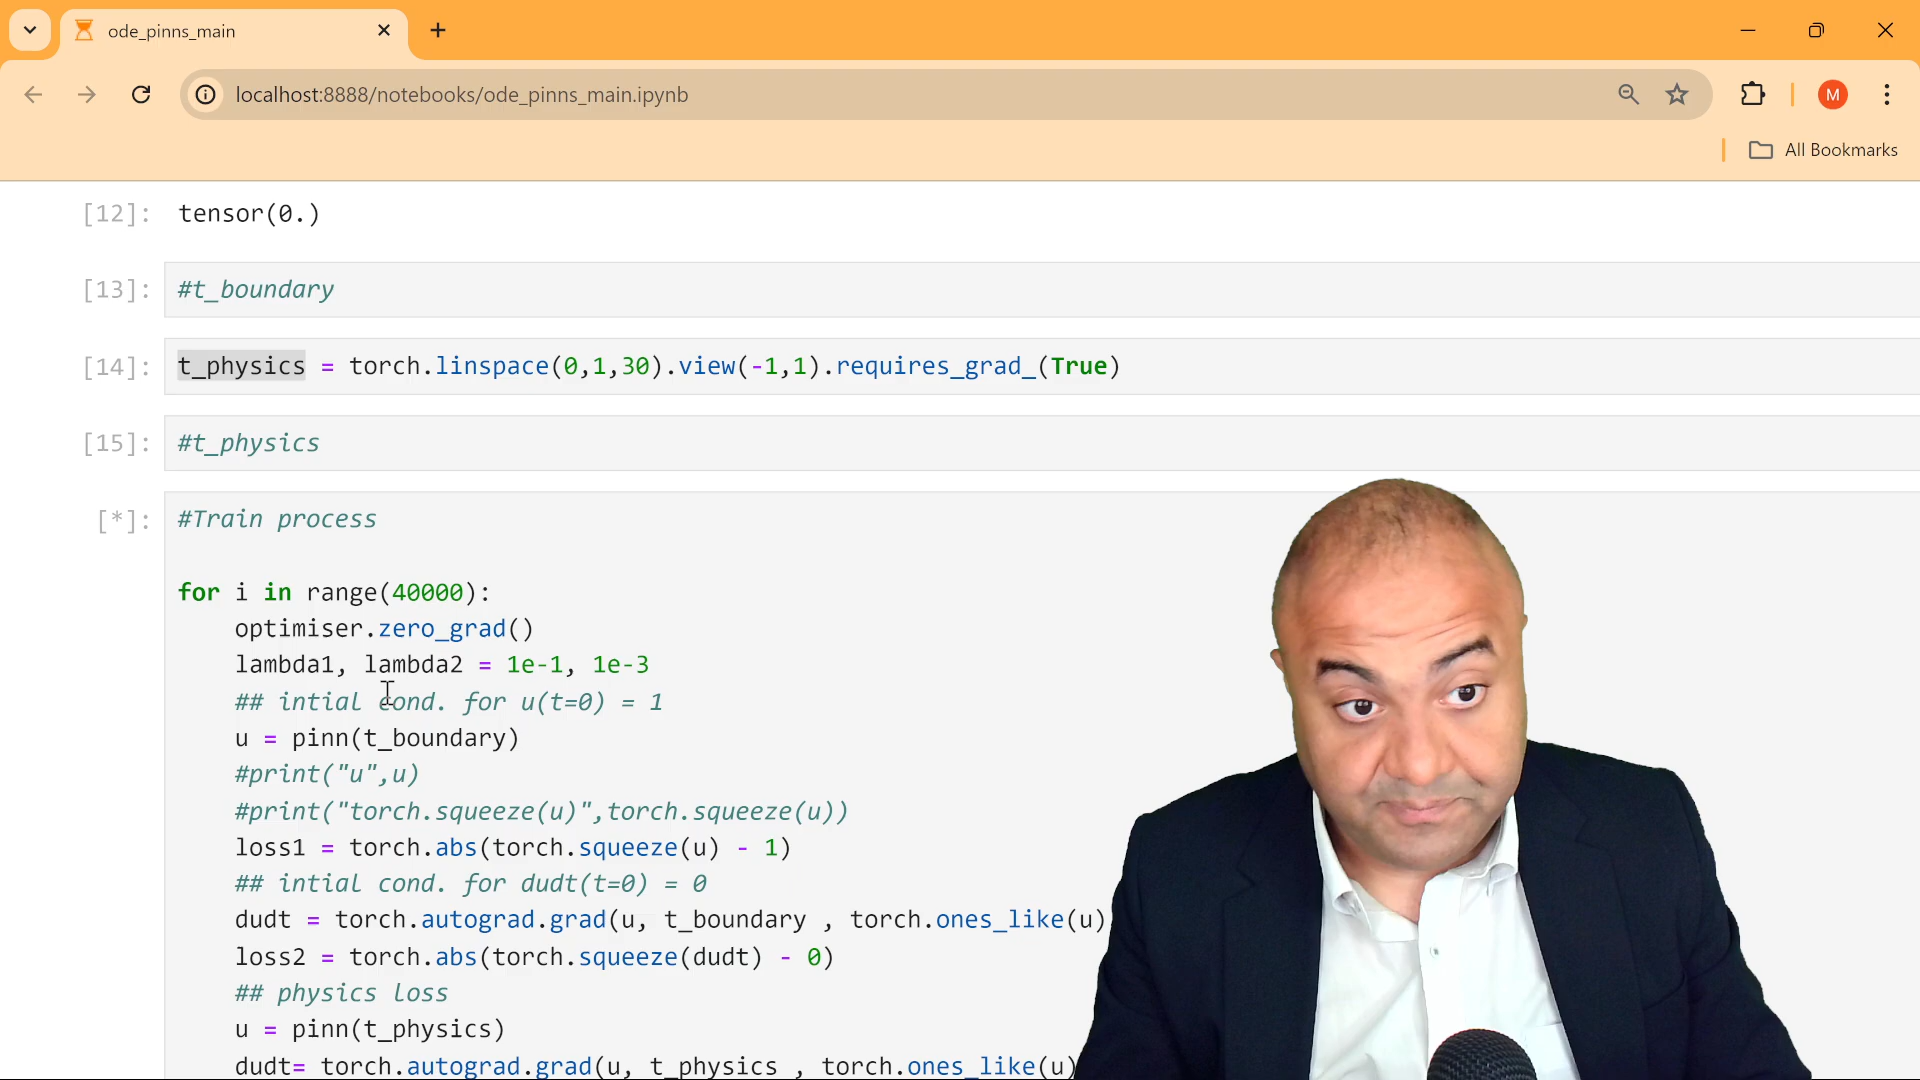 ode_pinns_main
localhost:8888/notebooks/ode_pinns_main.ipynb
M
All Bookmarks
[12]: tensor(0.)
[13]: #t_boundary
[14]: t_physics = torch.linspace(0,1,30).view(-1,1).requires_grad_(True)
[15]: #t_physics
[*]: #Train process
for i in range(40000):
optimiser.zero_grad()
lambda1, lambda2 = 1e-1, 1e-3
## intial cond. for u(t=0) = 1
u = pinn(t_boundary)
#print("u",u)
#print("torch.squeeze(u)",torch.squeeze(u))
loss1 = torch.abs(torch.squeeze(u) - 1)
## intial cond. for dudt(t=0) = 0
dudt = torch.autograd.grad(u, t_boundary , torch.ones_like(u)
loss2 = torch.abs(torch.squeeze(dudt) - 0)
## physics loss
u = pinn(t_physics)
dudt= torch.autograd.grad(u, t_physics , torch.ones_like(u)